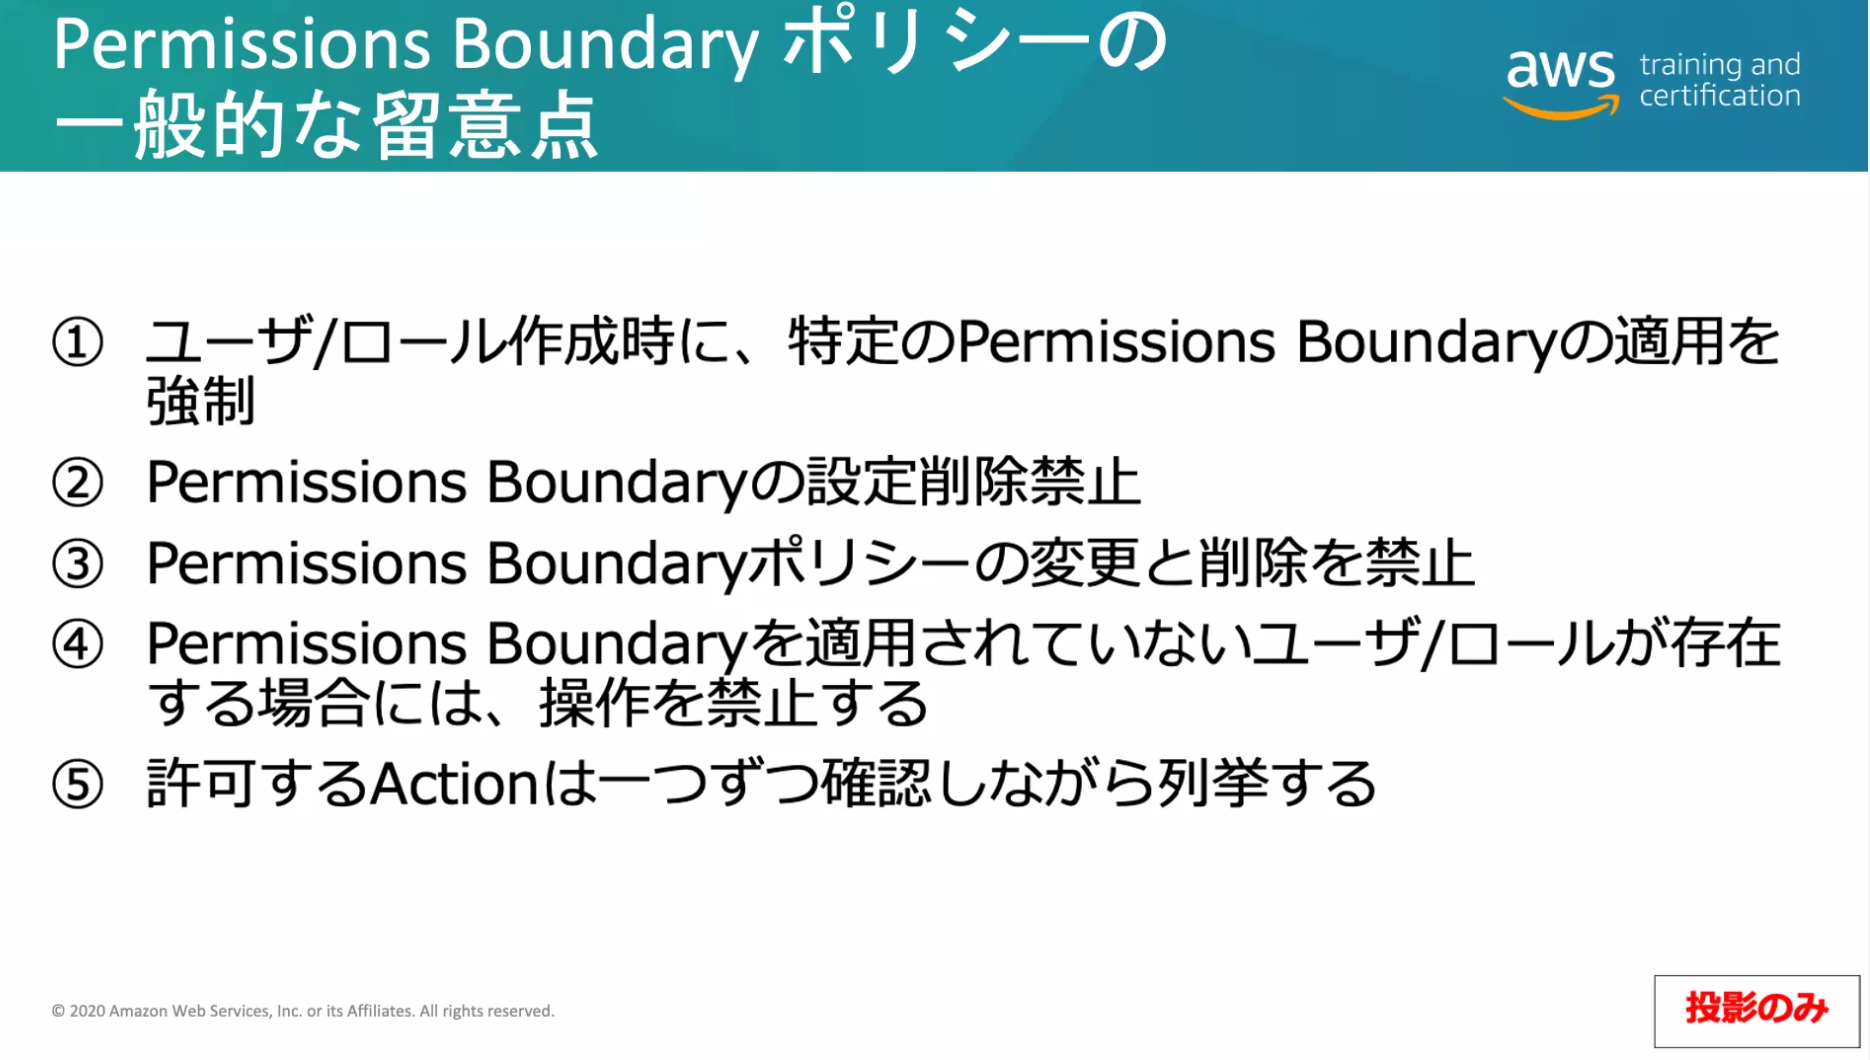 Permissions Boundary ポリシーの
一般的な留意点
aws training and
certification
① ユーザ/ロール作成時に、特定のPermissions Boundaryの適用を
強制
② Permissions Boundaryの設定削除禁止
③ Permissions Boundaryポリシーの変更と削除を禁止
④ Permissions Boundaryを適用されていないユーザ/ロールが存在
する場合には、操作を禁止する
⑤ 許可するActionは一つずつ確認しながら列挙する
© 2020 Amazon Web Services, Inc. or its Affiliates. All rights reserved.
投影のみ